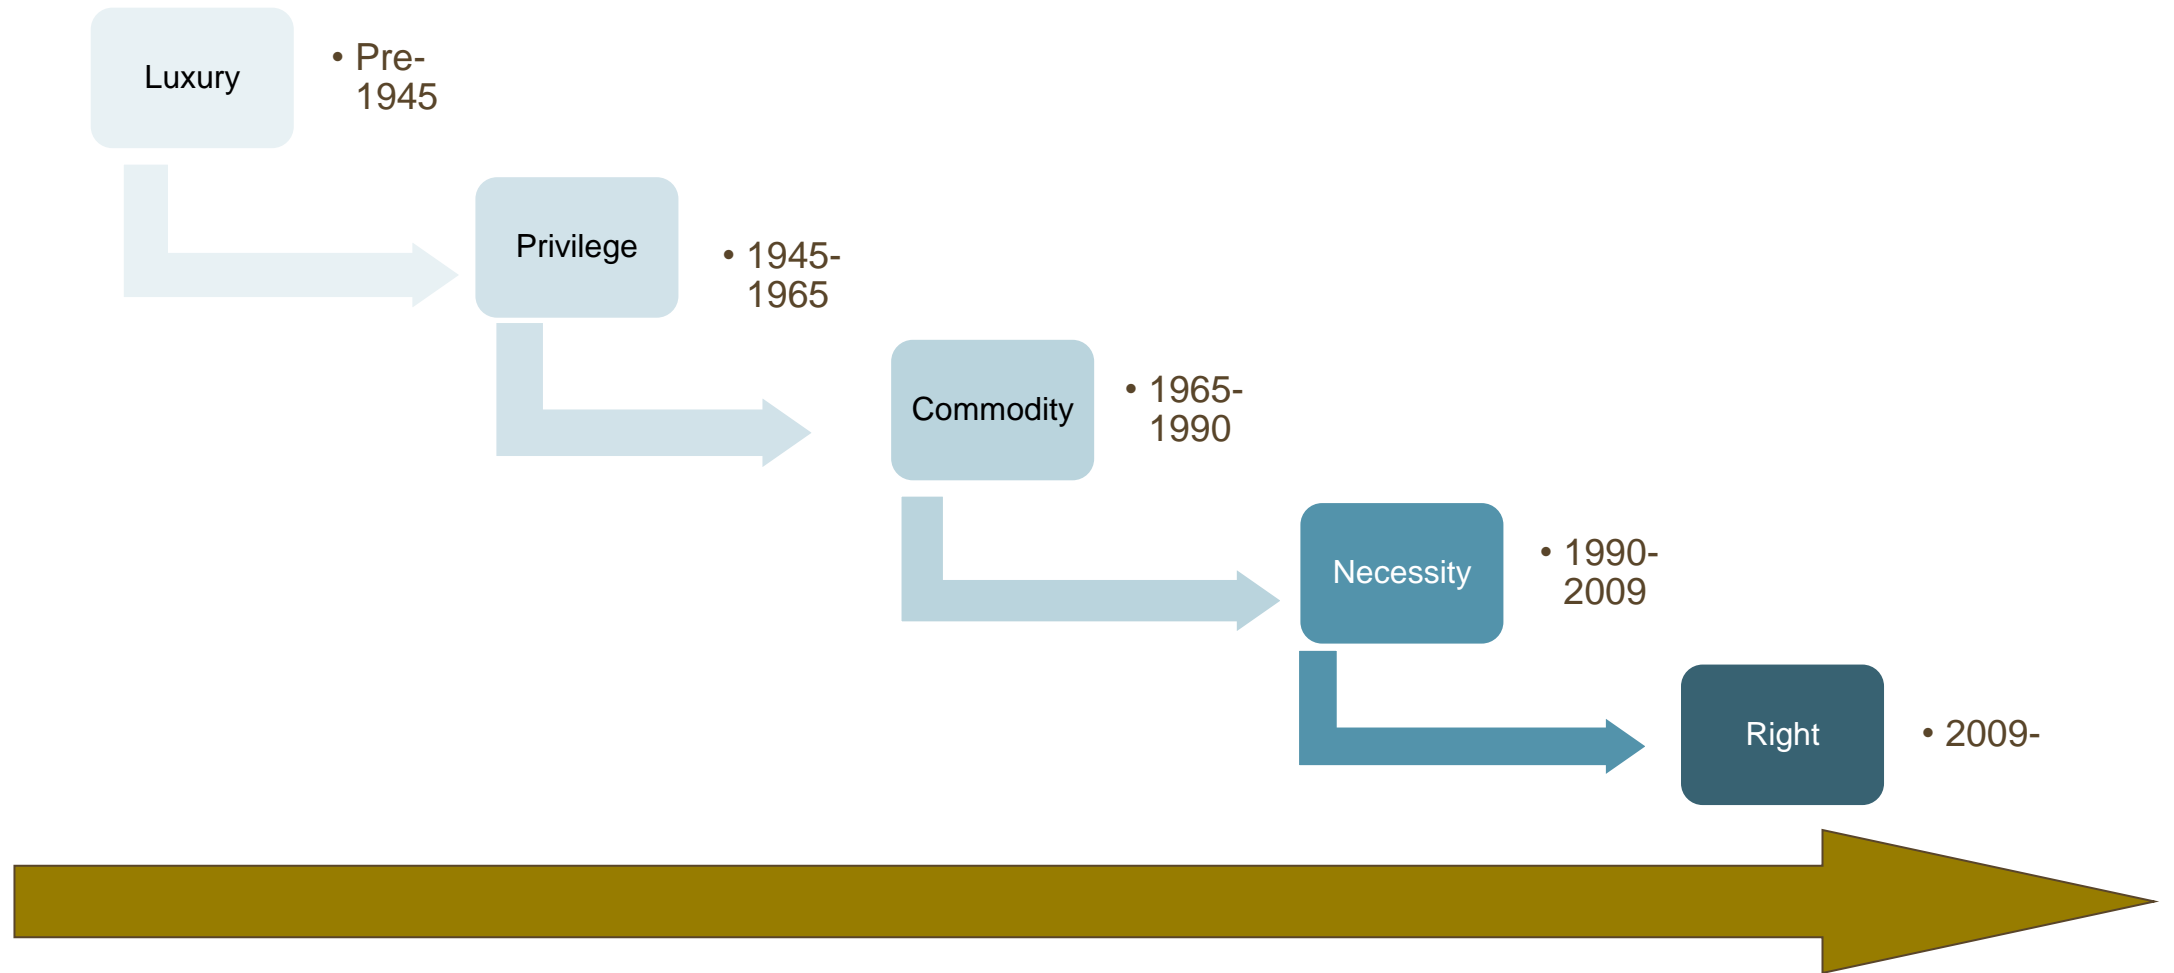 Luxury
• Pre-
1945
Privilege
• 1945-
1965
Commodity
• 1965-
1990
Necessity
• 1990-
2009
Right
• 2009-